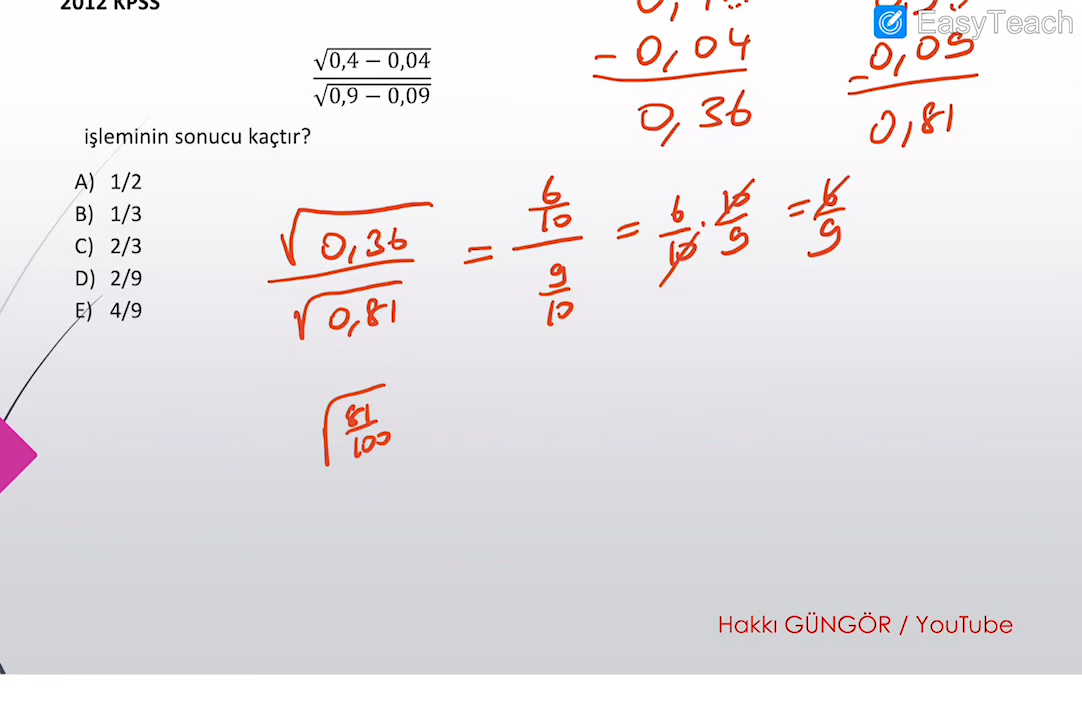 2012 KPSS
EasyTeach
√0,4 − 0,04
√0,9 − 0,09
işleminin sonucu kaçtır?
A) 1/2
B) 1/3
C) 2/3
D) 2/9
E) 4/9
− 0,04
0,36
− 0,09
0,81
√0,36 / √0,81 = 6/10 / 9/10 = 6/10 · 10/9 = 6/9
√81/100
Hakkı GÜNGÖR / YouTube